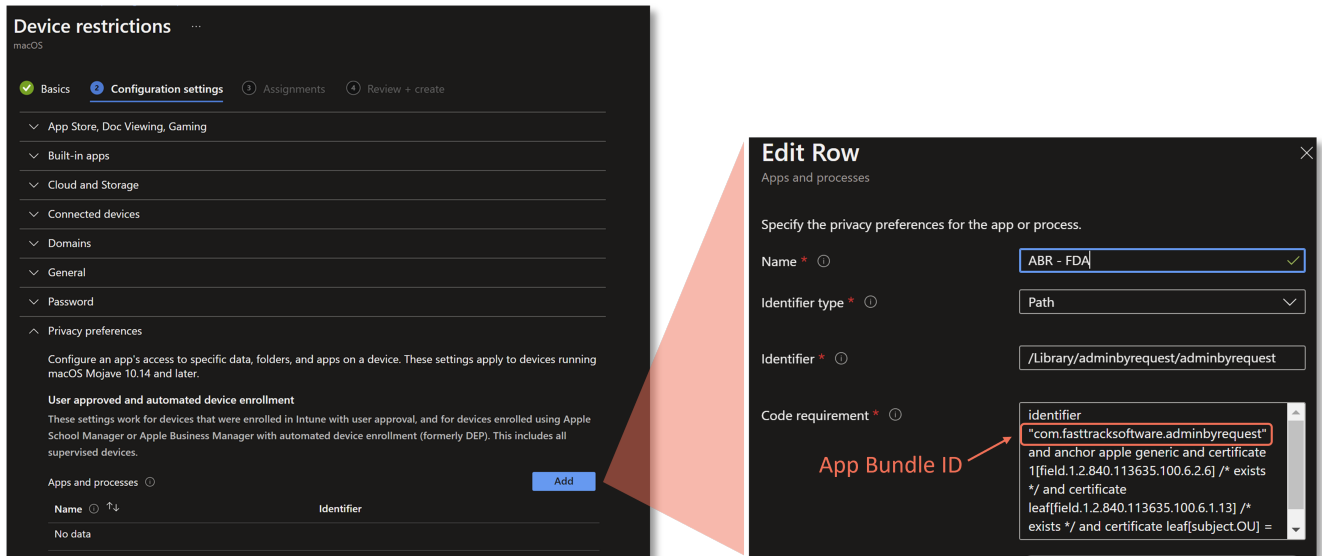 Device restrictions ...
macOS
Basics
2 Configuration settings
3 Assignments
4 Review + create
App Store, Doc Viewing, Gaming
Built-in apps
Cloud and Storage
Connected devices
Domains
General
Password
Privacy preferences
Configure an app's access to specific data, folders, and apps on a device. These settings apply to devices running
macOS Mojave 10.14 and later.
User approved and automated device enrollment
These settings work for devices that were enrolled in Intune with user approval, and for devices enrolled using Apple
School Manager or Apple Business Manager with automated device enrollment (formerly DEP). This includes all
supervised devices.
Apps and processes
Add
Name ↑↓ Identifier
No data
Edit Row
Apps and processes
Specify the privacy preferences for the app or process.
Name *
ABR - FDA
Identifier type *
Path
Identifier *
/Library/adminbyrequest/adminbyrequest
Code requirement *
identifier
"com.fasttracksoftware.adminbyrequest"
and anchor apple generic and certificate
1[field.1.2.840.113635.100.6.2.6] /* exists
*/ and certificate
leaf[field.1.2.840.113635.100.6.1.13] /*
exists */ and certificate leaf[subject.OU] =
App Bundle ID